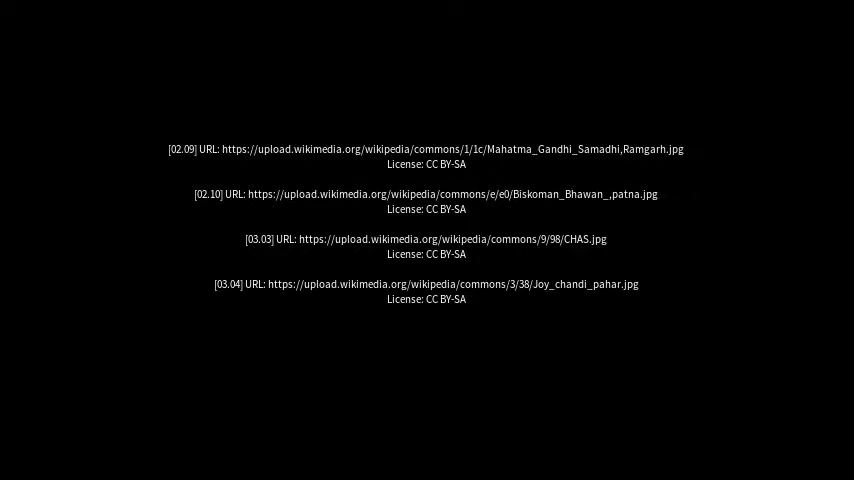 [02.09] URL: https://upload.wikimedia.org/wikipedia/commons/1/1c/Mahatma_Gandhi_Samadhi,Ramgarh.jpg
License: CC BY-SA
[02.10] URL: https://upload.wikimedia.org/wikipedia/commons/e/e0/Biskoman_Bhawan_,patna.jpg
License: CC BY-SA
[03.03] URL: https://upload.wikimedia.org/wikipedia/commons/9/98/CHAS.jpg
License: CC BY-SA
[03.04] URL: https://upload.wikimedia.org/wikipedia/commons/3/38/Joy_chandi_pahar.jpg
License: CC BY-SA